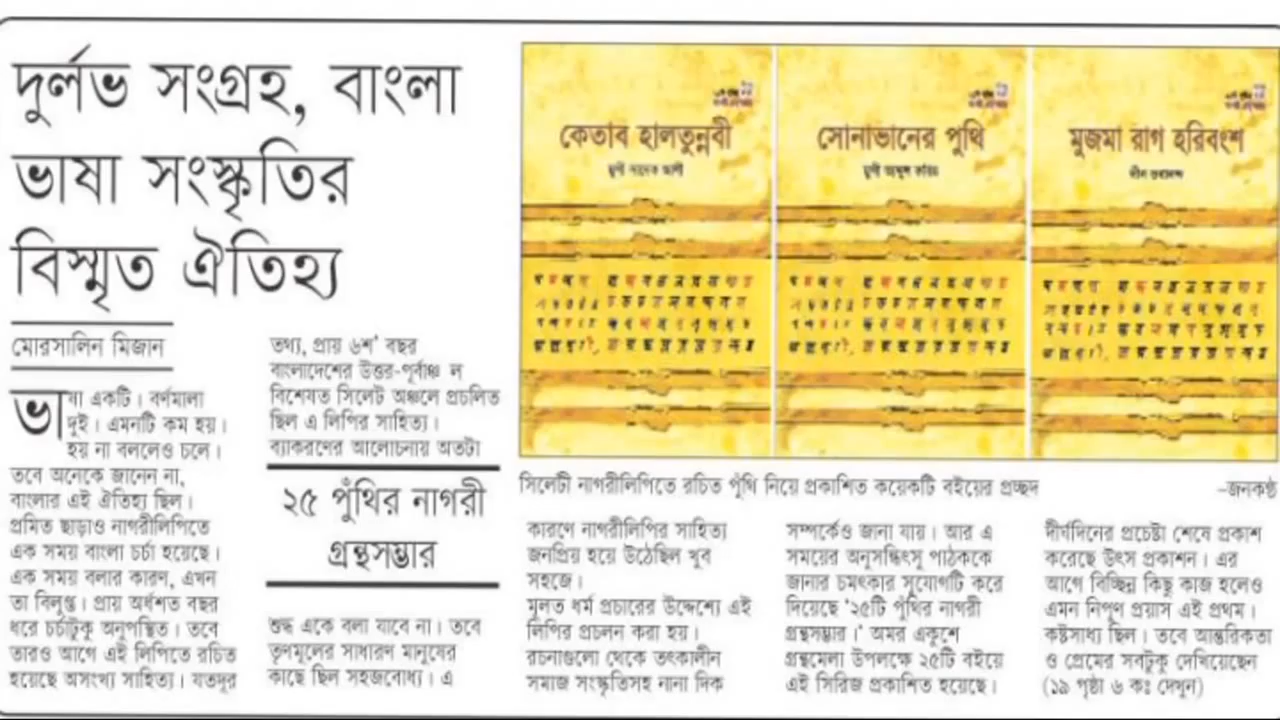 দুর্লভ সংগ্রহ, বাংলা
ভাষা সংস্কৃতির
বিস্মৃত ঐতিহ্য
মোরসালিন মিজান
ভাষা একটি। বর্ণমালা
দুই। এমনটি কম হয়।
হয় না বললেও চলে।
তবে অনেকে জানেন না,
বাংলার এই ঐতিহ্য ছিল।
প্রমিত ছাড়াও নাগরীলিপিতে
এক সময় বাংলা চর্চা হয়েছে।
এক সময় বলার কারণ, এখন
তা বিলুপ্ত। প্রায় অর্ধশত বছর
ধরে চর্চাটুকু অনুপস্থিত। তবে
তারও আগে এই লিপিতে রচিত
হয়েছে অসংখ্য সাহিত্য। যতদূর
তথ্য, প্রায় ৬শ' বছর
বাংলাদেশের উত্তর-পূর্বাঞ্চ ল
বিশেষত সিলেট অঞ্চলে প্রচলিত
ছিল এ লিপির সাহিত্য।
ব্যাকরণের আলোচনায় অতটা
২৫ পুঁথির নাগরী
গ্রন্থসম্ভার
শুদ্ধ একে বলা যাবে না। তবে
তৃণমূলের সাধারণ মানুষের
কাছে ছিল সহজবোধ্য। এ
কেতাব হালতুন্নবী
মুন্সী সাদেক আলী
সোনাভানের পুথি
মুন্সী আব্দুল করিম
মুজমা রাগ হরিবংশ
দীন ভবানন্দ
সিলেটী নাগরীলিপিতে রচিত পুঁথি নিয়ে প্রকাশিত কয়েকটি বইয়ের প্রচ্ছদ
–জনকণ্ঠ
কারণে নাগরীলিপির সাহিত্য
জনপ্রিয় হয়ে উঠেছিল খুব
সহজে।
মূলত ধর্ম প্রচারের উদ্দেশ্যে এই
লিপির প্রচলন করা হয়।
রচনাগুলো থেকে তৎকালীন
সমাজ সংস্কৃতিসহ নানা দিক
সম্পর্কেও জানা যায়। আর এ
সময়ের অনুসন্ধিৎসু পাঠককে
জানার চমৎকার সুযোগটি করে
দিয়েছে '২৫টি পুঁথির নাগরী
গ্রন্থসম্ভার।' অমর একুশে
গ্রন্থমেলা উপলক্ষে ২৫টি বইয়ে
এই সিরিজ প্রকাশিত হয়েছে।
দীর্ঘদিনের প্রচেষ্টা শেষে প্রকাশ
করেছে উৎস প্রকাশন। এর
আগে বিচ্ছিন্ন কিছু কাজ হলেও
এমন নিপুণ প্রয়াস এই প্রথম।
কষ্টসাধ্য ছিল। তবে আন্তরিকতা
ও প্রেমের সবটুকু দেখিয়েছেন
(১৯ পৃষ্ঠা ৬ কঃ দেখুন)